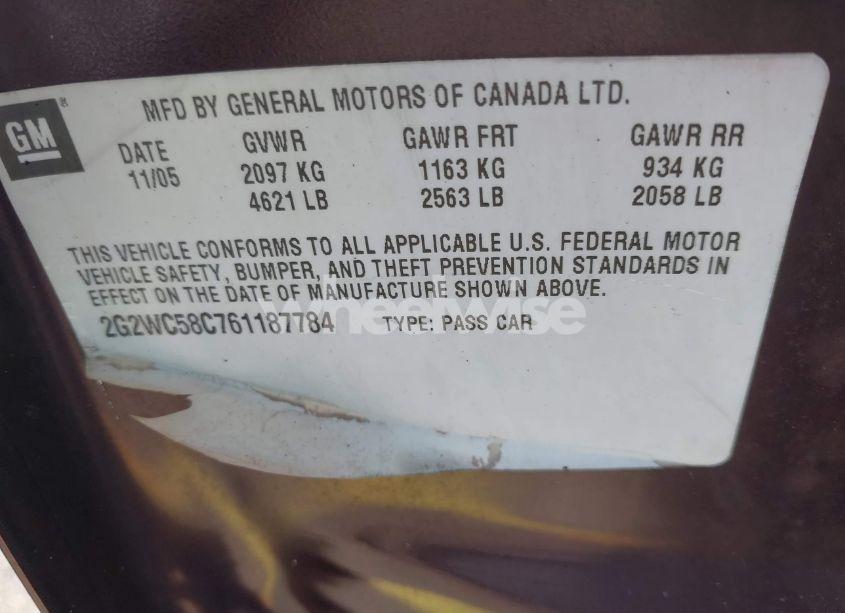 GM®
MFD BY GENERAL MOTORS OF CANADA LTD.
DATE GVWR GAWR FRT GAWR RR
11/05 2097 KG 1163 KG 934 KG
4621 LB 2563 LB 2058 LB
THIS VEHICLE CONFORMS TO ALL APPLICABLE U.S. FEDERAL MOTOR
VEHICLE SAFETY, BUMPER, AND THEFT PREVENTION STANDARDS IN
EFFECT ON THE DATE OF MANUFACTURE SHOWN ABOVE.
wheelwise
2G2WC58C761187784 TYPE: PASS CAR